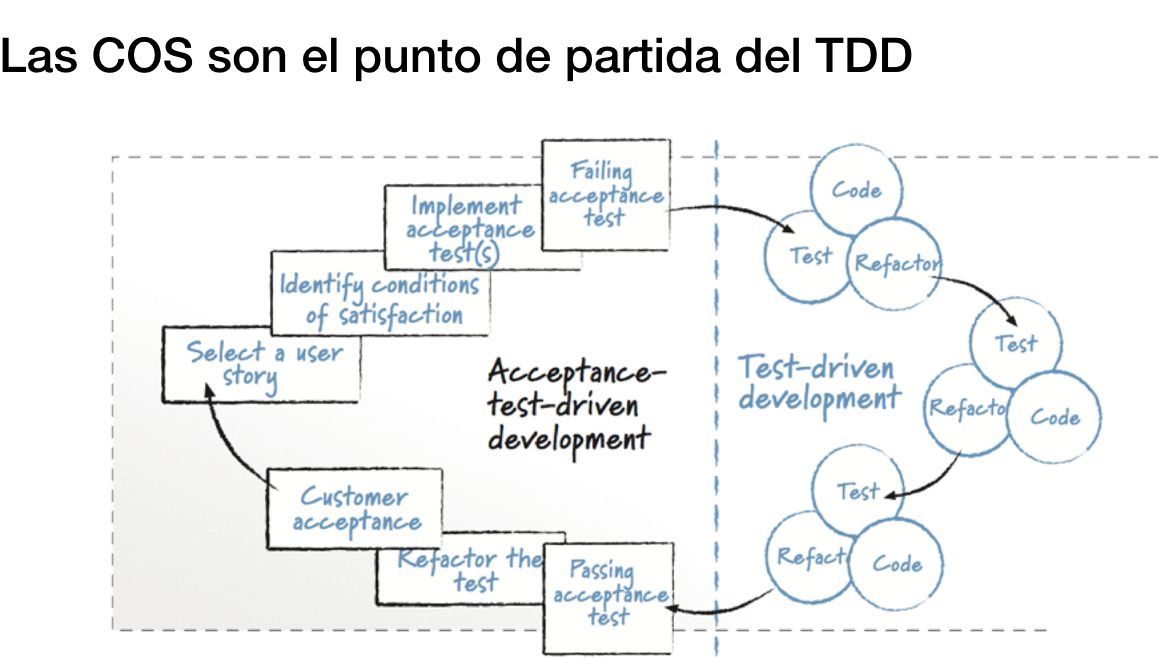 Las COS son el punto de partida del TDD
Failing
acceptance
test
Implement
acceptance
test(s)
Identify conditions
of satisfaction
Select a user
story
Acceptance-
test-driven
development
Customer
acceptance
Refactor the
test
Passing
acceptance
test
Test-driven
development
Code
Test
Refactor
Test
Refacto
Code
Test
Refact
Code